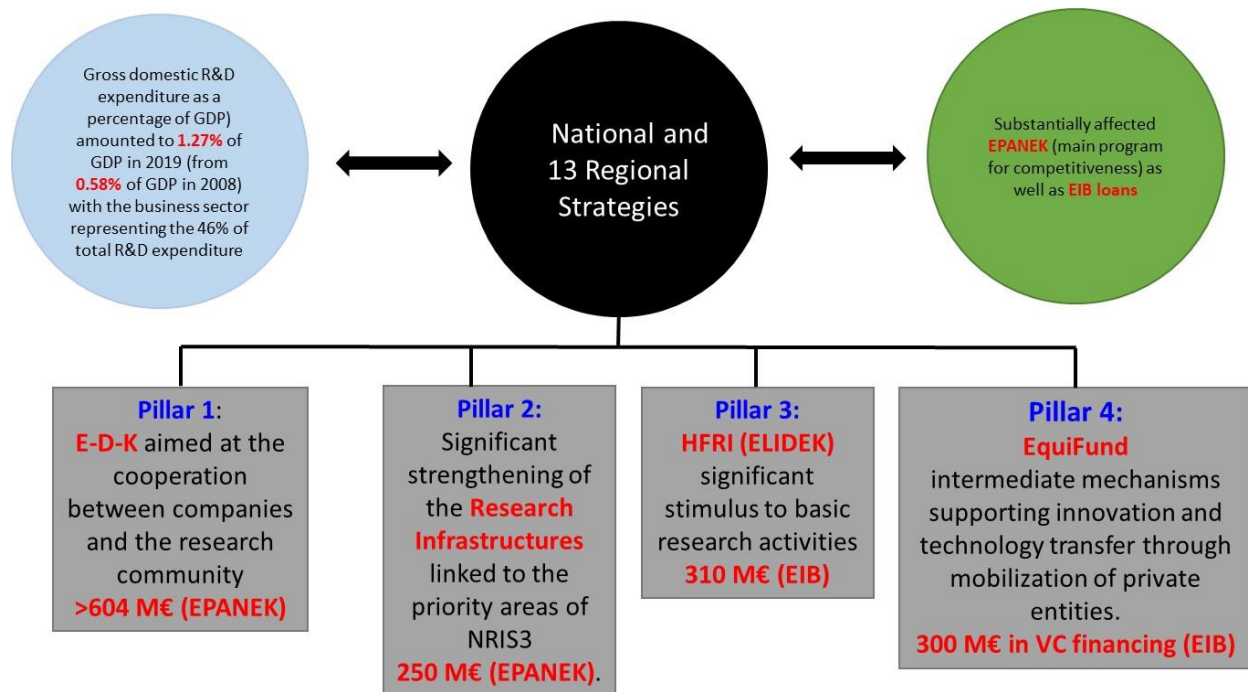 Gross domestic R&D
expenditure as a
percentage of GDP)
amounted to 1.27% of
GDP in 2019 (from
0.58% of GDP in 2008)
with the business sector
representing the 46% of
total R&D expenditure
National and
13 Regional
Strategies
Substantially affected
EPANEK (main program
for competitiveness) as
well as EIB loans
Pillar 1:
E-D-K aimed at the
cooperation
between companies
and the research
community
>604 M€ (EPANEK)
Pillar 2:
Significant
strengthening of
the Research
Infrastructures
linked to the
priority areas of
NRIS3
250 M€ (EPANEK).
Pillar 3:
HFRI (ELIDEK)
significant
stimulus to basic
research activities
310 M€ (EIB)
Pillar 4:
EquiFund
intermediate mechanisms
supporting innovation and
technology transfer through
mobilization of private
entities.
300 M€ in VC financing (EIB)